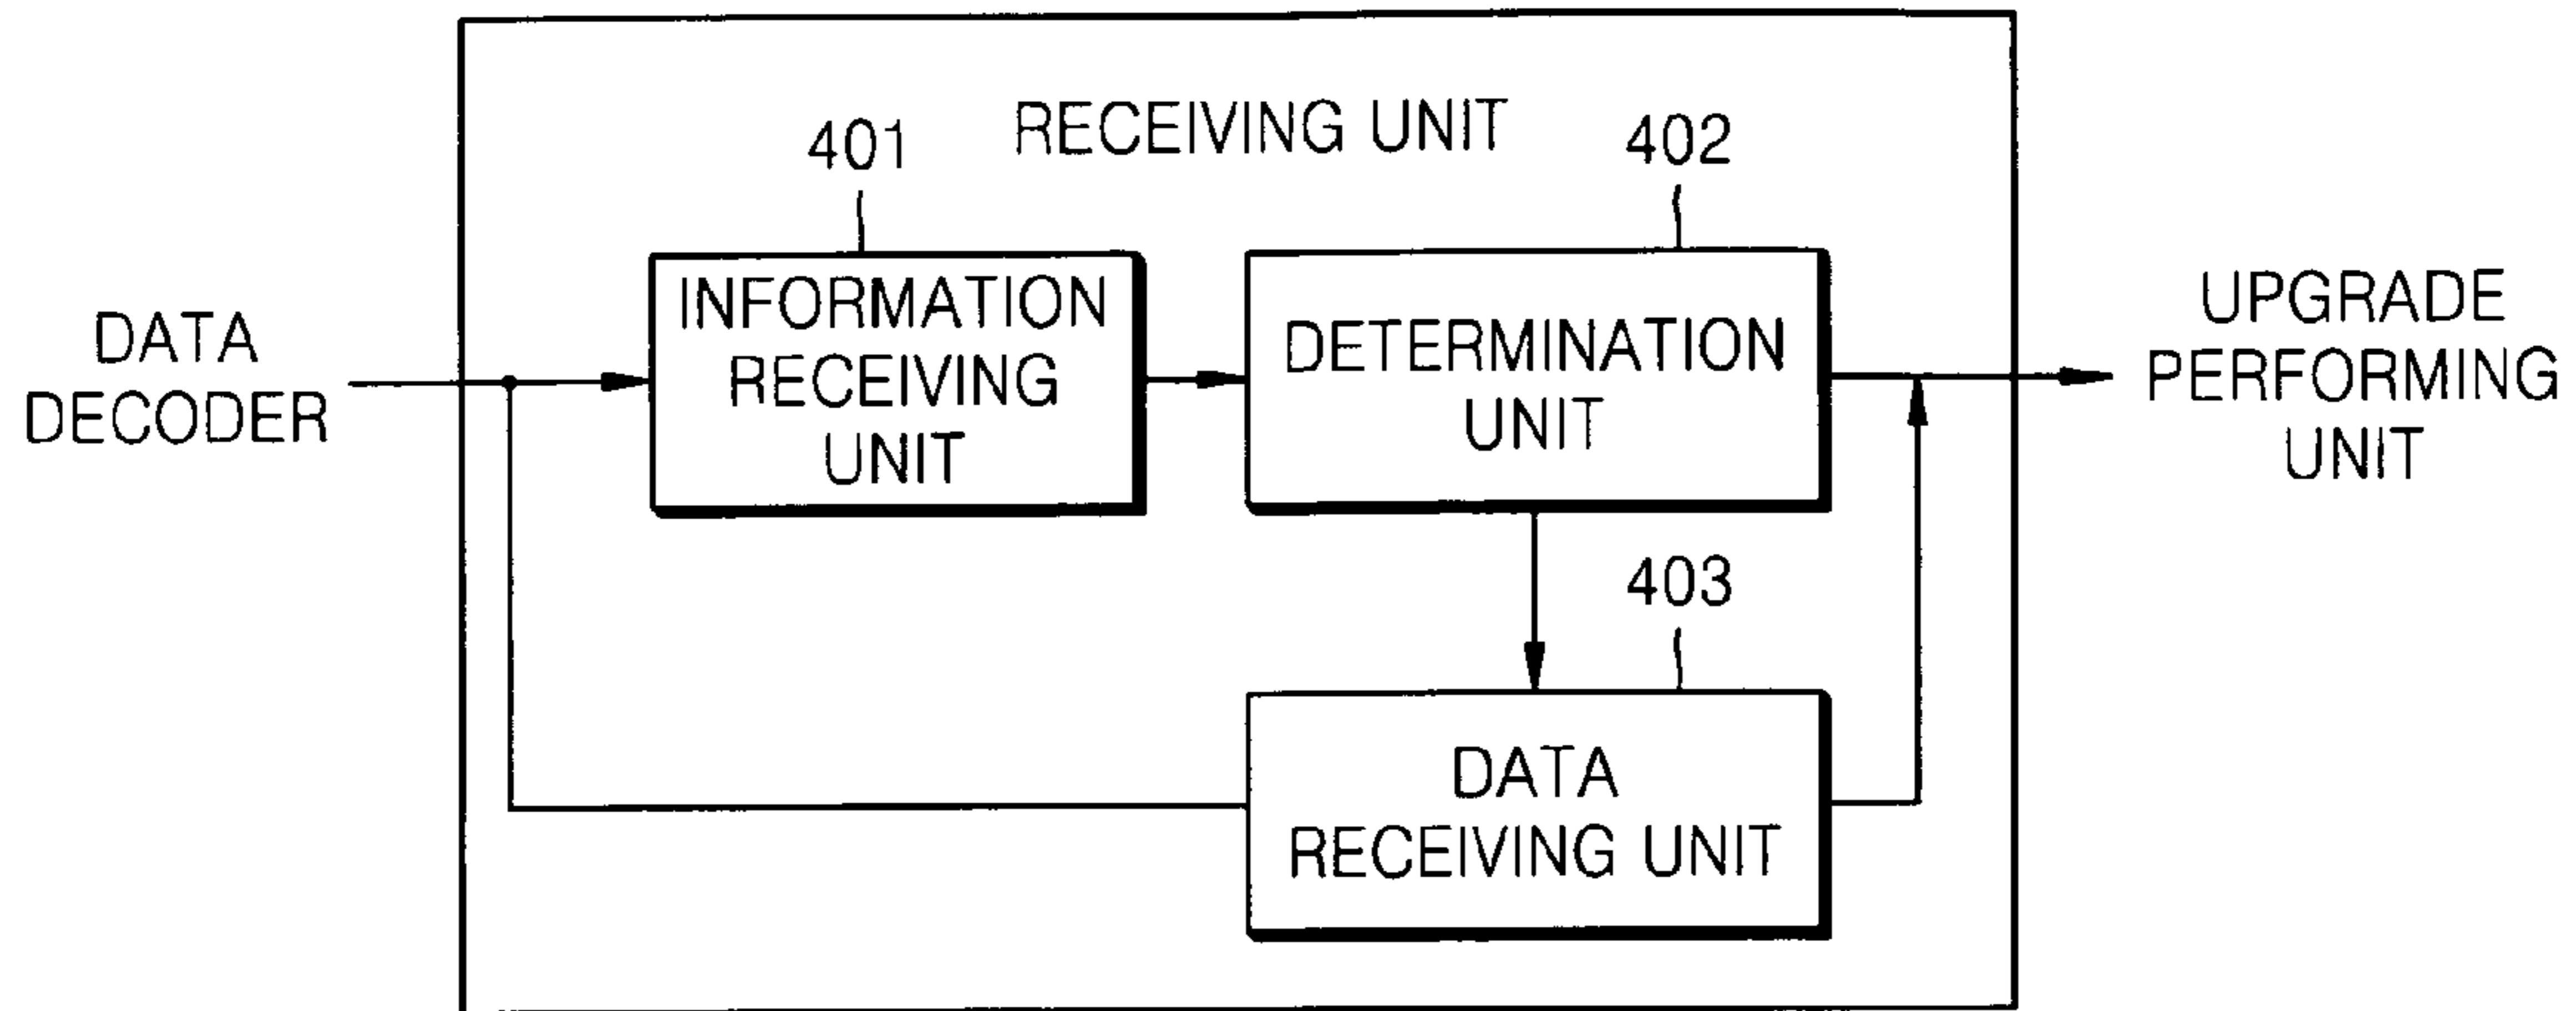 RECEIVING UNIT
401
402
INFORMATION
RECEIVING
UNIT
DETERMINATION
UNIT
DATA
DECODER
UPGRADE
PERFORMING
UNIT
403
DATA
RECEIVING UNIT